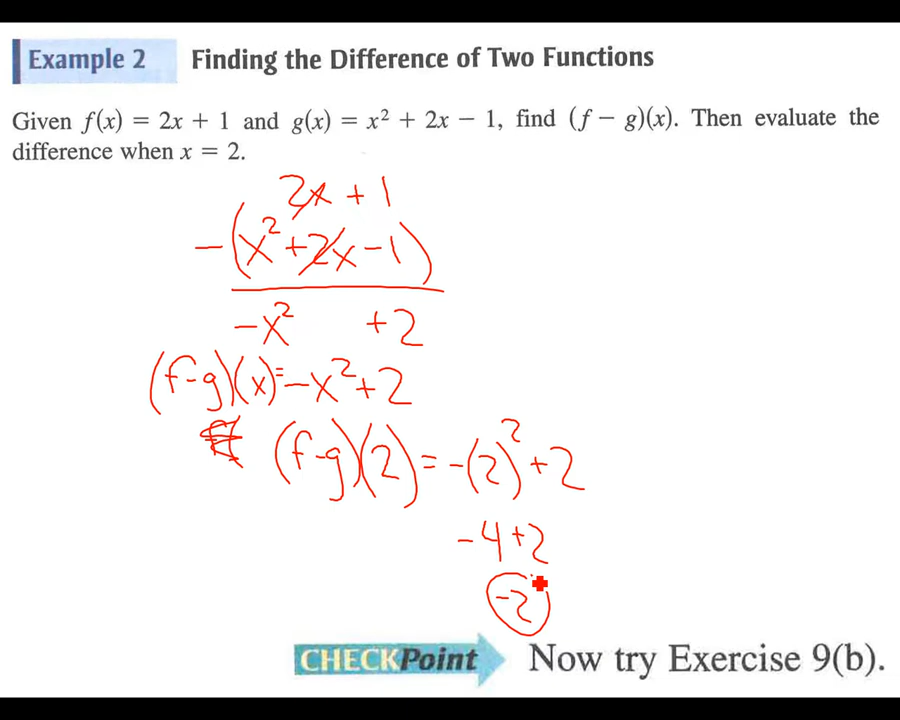 Example 2 Finding the Difference of Two Functions
Given f(x) = 2x + 1 and g(x) = x² + 2x − 1, find (f − g)(x). Then evaluate the
difference when x = 2.
2x + 1
−(x² + 2x − 1)
−x² + 2
(f−g)(x) = −x² + 2
(f−g)(2) = −(2)² + 2
−4 + 2
−2
CHECKPoint Now try Exercise 9(b).